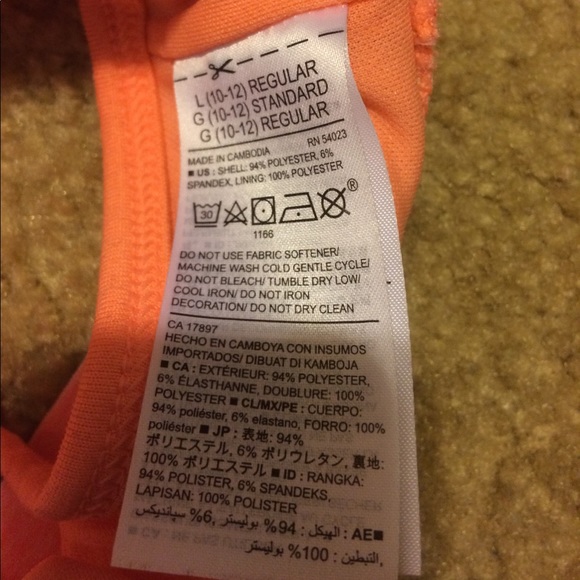 L (10-12) REGULAR
G (10-12) STANDARD
G (10-12) REGULAR
RN 54023
MADE IN CAMBODIA
■ US : SHELL: 94% POLYESTER, 6%
SPANDEX, LINING: 100% POLYESTER
30
®
1166
DO NOT USE FABRIC SOFTENER/
MACHINE WASH COLD GENTLE CYCLE/
DO NOT BLEACH/ TUMBLE DRY LOW/
COOL IRON/ DO NOT IRON
DECORATION/ DO NOT DRY CLEAN
CA 17897
HECHO EN CAMBOYA CON INSUMOS
IMPORTADOS/ DIBUAT DI KAMBOJA
■ CA : EXTÉRIEUR: 94% POLYESTER,
6% ÉLASTHANNE, DOUBLURE: 100%
POLYESTER ■ CL/MX/PE : CUERPO:
94% poliéster, 6% elastano, FORRO: 100%
poliéster ■ JP : 表地: 94%
ポリエステル, 6% ポリウレタン, 裏地:
100% ポリエステル ■ ID : RANGKA:
94% POLISTER, 6% SPANDEKS,
LAPISAN: 100% POLISTER
■ AE : الهيكل : 94% بوليستر ,6% سباندیكس
,التبطين : 100% بوليستر